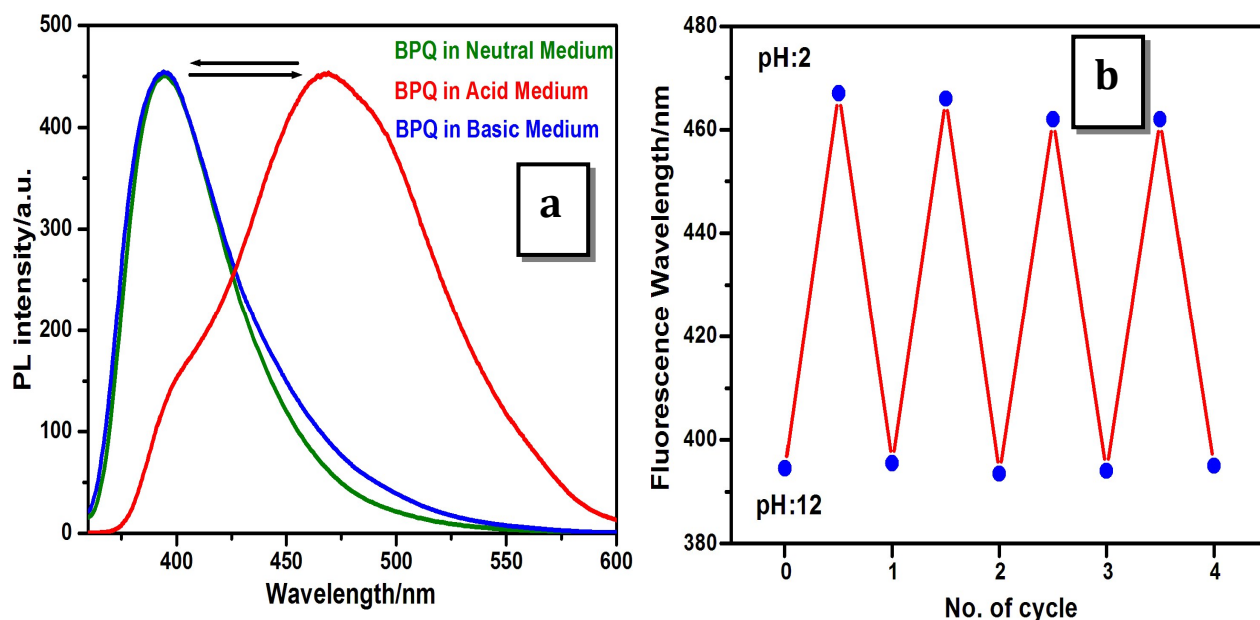 500
400
300
200
100
0
PL intensity/a.u.
BPQ in Neutral Medium
BPQ in Acid Medium
BPQ in Basic Medium
a
400
450
500
550
600
Wavelength/nm
480
460
440
420
400
380
Fluorescence Wavelength/nm
pH:2
b
pH:12
0
1
2
3
4
No. of cycle